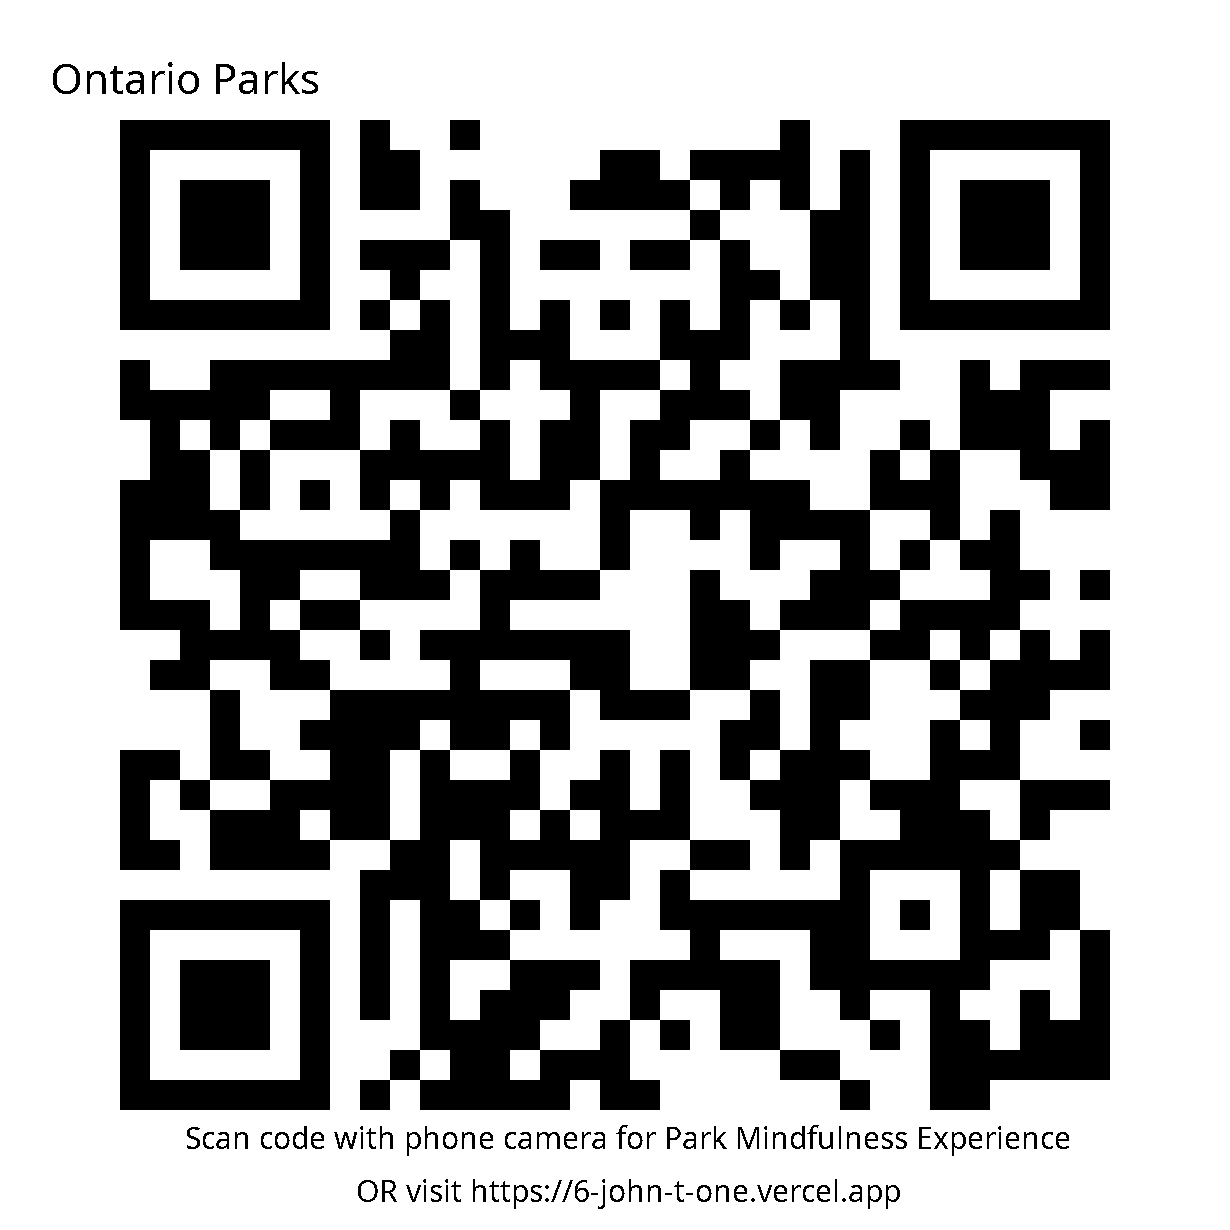 Ontario Parks
Scan code with phone camera for Park Mindfulness Experience
OR visit https://6-john-t-one.vercel.app